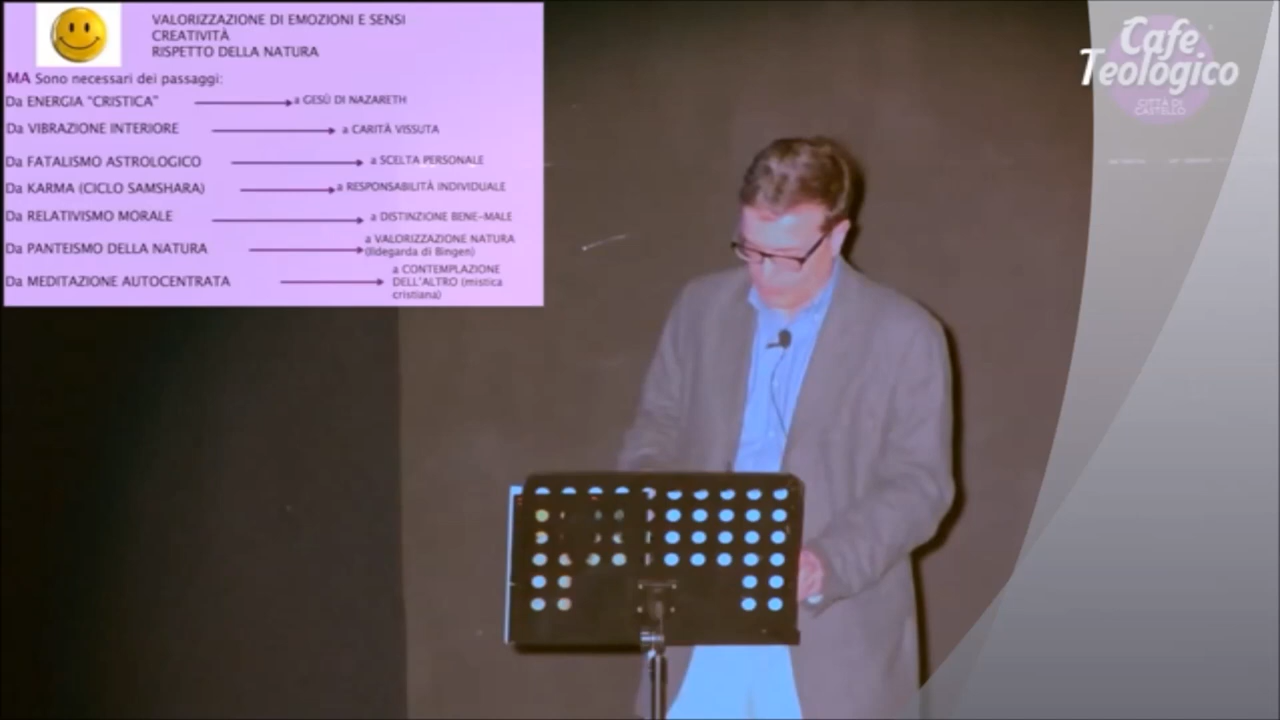 VALORIZZAZIONE DI EMOZIONI E SENSI
CREATIVITÀ
RISPETTO DELLA NATURA
MA Sono necessari dei passaggi:
Da ENERGIA "CRISTICA" a GESÙ DI NAZARETH
Da VIBRAZIONE INTERIORE a CARITÀ VISSUTA
Da FATALISMO ASTROLOGICO a SCELTA PERSONALE
Da KARMA (CICLO SAMSHARA) a RESPONSABILITÀ INDIVIDUALE
Da RELATIVISMO MORALE a DISTINZIONE BENE-MALE
Da PANTEISMO DELLA NATURA a VALORIZZAZIONE NATURA
(Ildegarda di Bingen)
Da MEDITAZIONE AUTOCENTRATA a CONTEMPLAZIONE
DELL'ALTRO (mistica
cristiana)
Cafe
Teologico
CITTÀ DI
CASTELLO